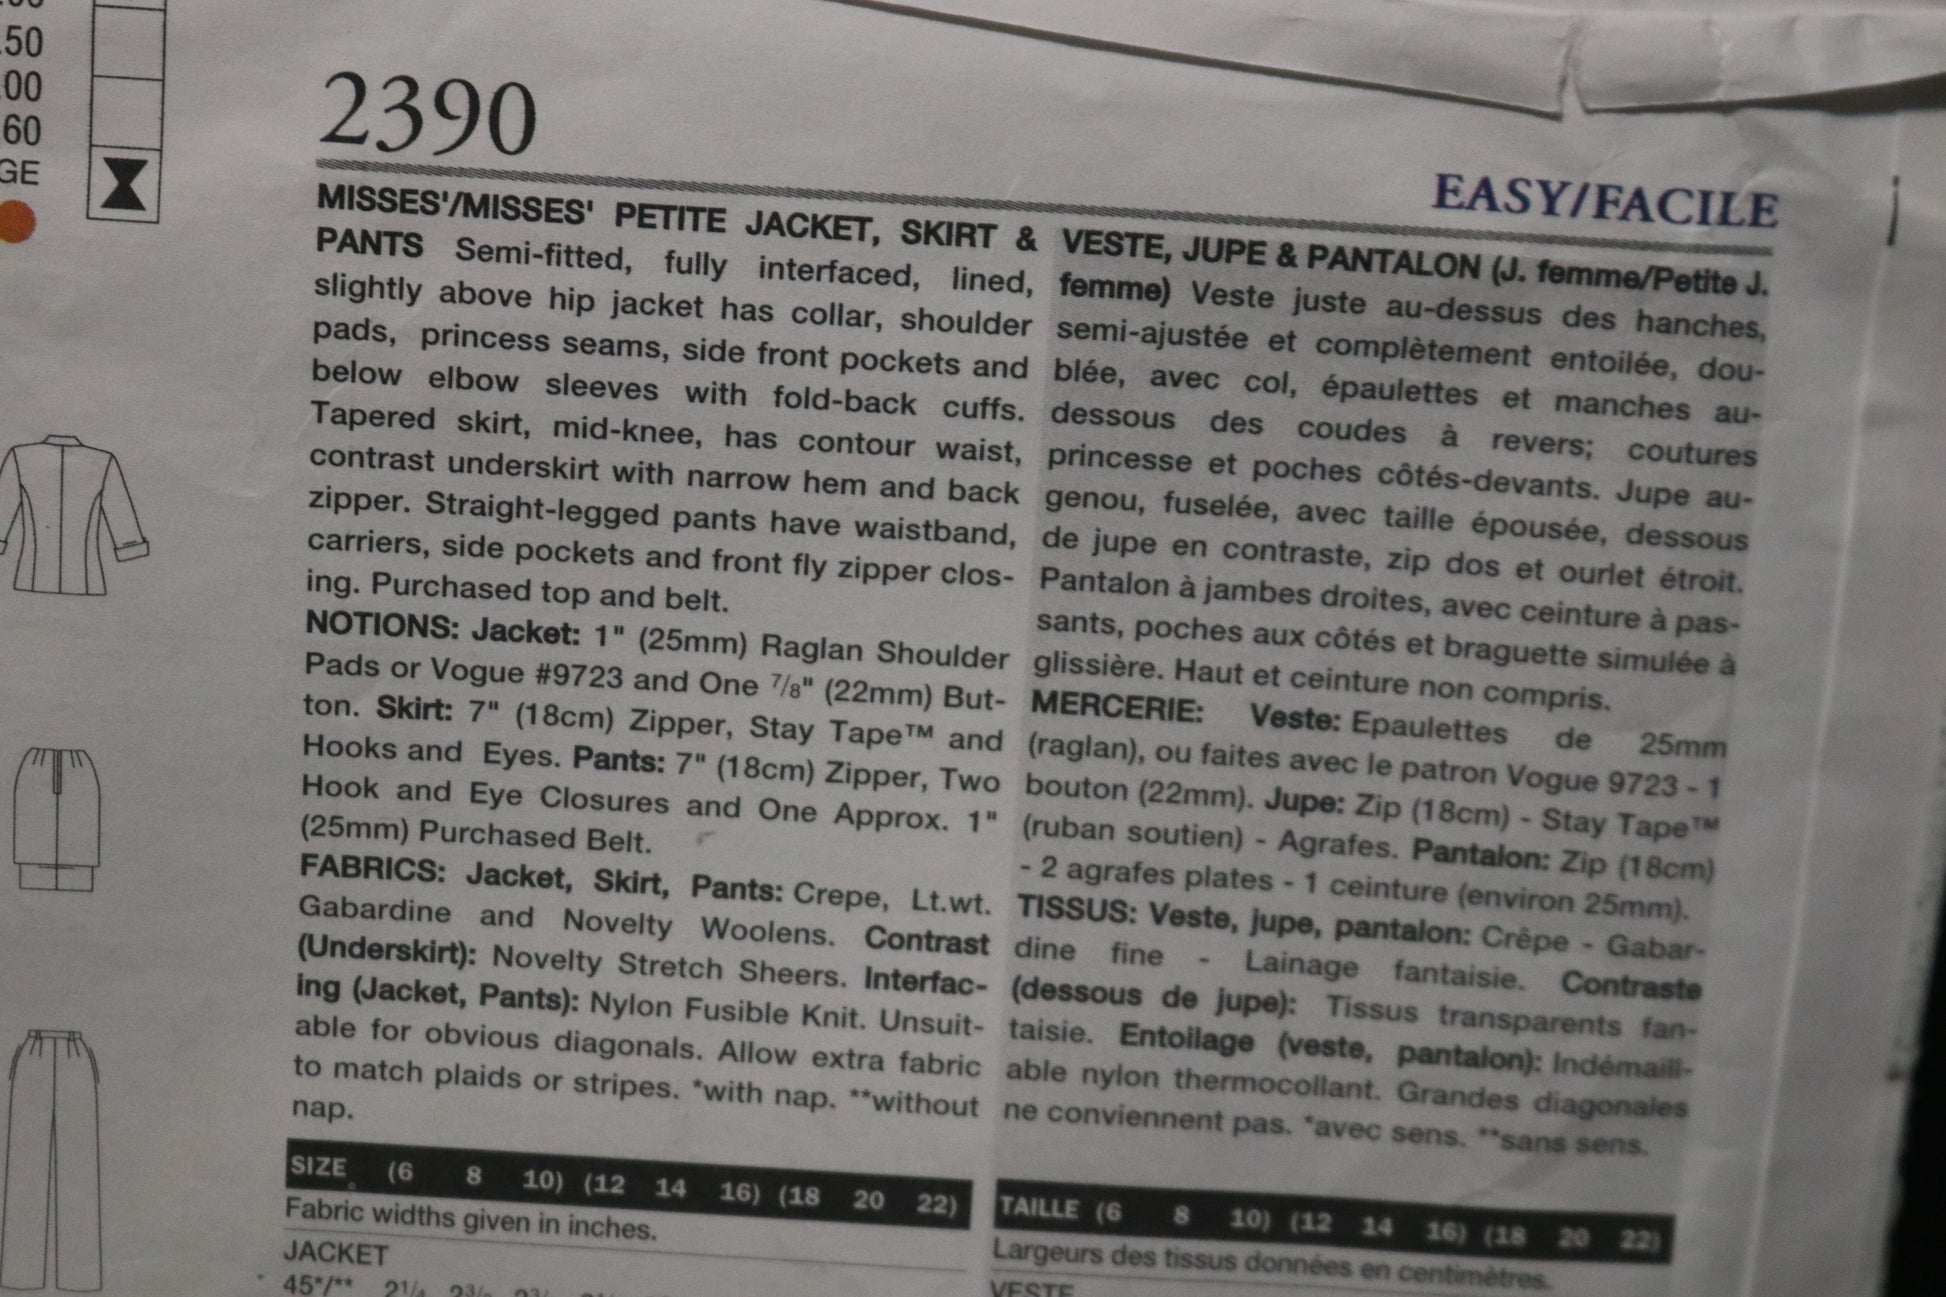 .50
.00
.60
GE
2390
EASY/FACILE
MISSES'/MISSES' PETITE JACKET, SKIRT &
PANTS Semi-fitted, fully interfaced, lined,
slightly above hip jacket has collar, shoulder
pads, princess seams, side front pockets and
below elbow sleeves with fold-back cuffs.
Tapered skirt, mid-knee, has contour waist,
contrast underskirt with narrow hem and back
zipper. Straight-legged pants have waistband,
carriers, side pockets and front fly zipper clos-
ing. Purchased top and belt.
NOTIONS: Jacket: 1" (25mm) Raglan Shoulder
Pads or Vogue #9723 and One 7/8" (22mm) But-
ton. Skirt: 7" (18cm) Zipper, Stay Tape™ and
Hooks and Eyes. Pants: 7" (18cm) Zipper, Two
Hook and Eye Closures and One Approx. 1"
(25mm) Purchased Belt.
FABRICS: Jacket, Skirt, Pants: Crepe, Lt.wt.
Gabardine and Novelty Woolens. Contrast
(Underskirt): Novelty Stretch Sheers. Interfac-
ing (Jacket, Pants): Nylon Fusible Knit. Unsuit-
able for obvious diagonals. Allow extra fabric
to match plaids or stripes. *with nap. **without
nap.
SIZE (6 8 10) (12 14 16) (18 20 22)
Fabric widths given in inches.
JACKET
45*/** 2¼
VESTE, JUPE & PANTALON (J. femme/Petite J.
femme) Veste juste au-dessus des hanches,
semi-ajustée et complètement entoilée, dou-
blée, avec col, épaulettes et manches au-
dessous des coudes à revers; coutures
princesse et poches côtés-devants. Jupe au-
genou, fuselée, avec taille épousée, dessous
de jupe en contraste, zip dos et ourlet étroit.
Pantalon à jambes droites, avec ceinture à pas-
sants, poches aux côtés et braguette simulée à
glissière. Haut et ceinture non compris.
MERCERIE: Veste: Epaulettes de 25mm
(raglan), ou faites avec le patron Vogue 9723 - 1
bouton (22mm). Jupe: Zip (18cm) - Stay Tape™
(ruban soutien) - Agrafes. Pantalon: Zip (18cm)
- 2 agrafes plates - 1 ceinture (environ 25mm).
TISSUS: Veste, jupe, pantalon: Crêpe - Gabar-
dine fine - Lainage fantaisie. Contraste
(dessous de jupe): Tissus transparents fan-
taisie. Entoilage (veste, pantalon): Indémaill-
able nylon thermocollant. Grandes diagonales
ne conviennent pas. *avec sens. **sans sens.
TAILLE (6 8 10) (12 14 16) (18 20 22)
Largeurs des tissus données en centimètres.
VESTE